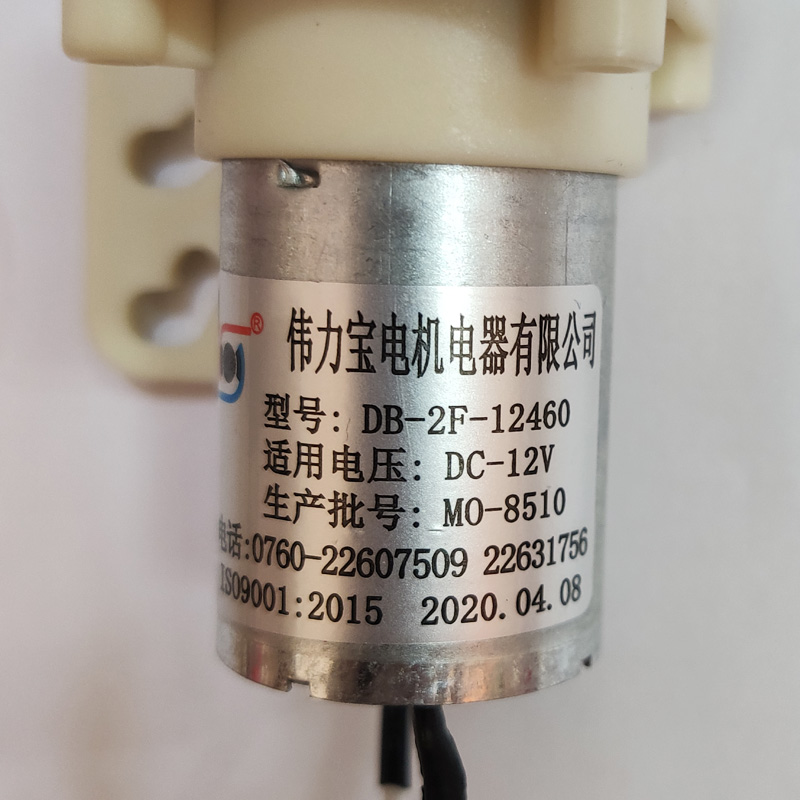 ®
伟力宝电机电器有限公司
型号: DB-2F-12460
适用电压: DC-12V
生产批号: MO-8510
电话:0760-22607509 22631756
ISO9001:2015 2020.04.08